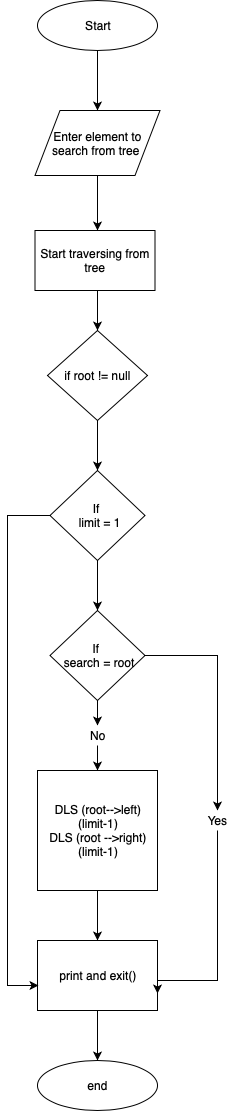 Start
Enter element to
search from tree
Start traversing from
tree
if root != null
If
limit = 1
If
search = root
No
DLS (root-->left)
(limit-1)
DLS (root -->right)
(limit-1)
Yes
print and exit()
end